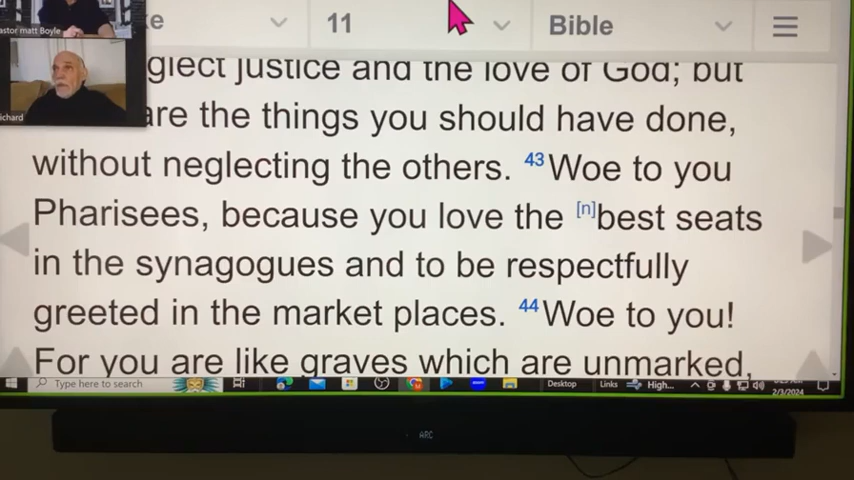 astor matt Boyle
ichard
ke
11
Bible
glect justice and the love of God; but
are the things you should have done,
without neglecting the others. 43 Woe to you
Pharisees, because you love the [n]best seats
in the synagogues and to be respectfully
greeted in the market places. 44 Woe to you!
For you are like graves which are unmarked,
Type here to search
Desktop
Links
High...
2/3/2024
ARC